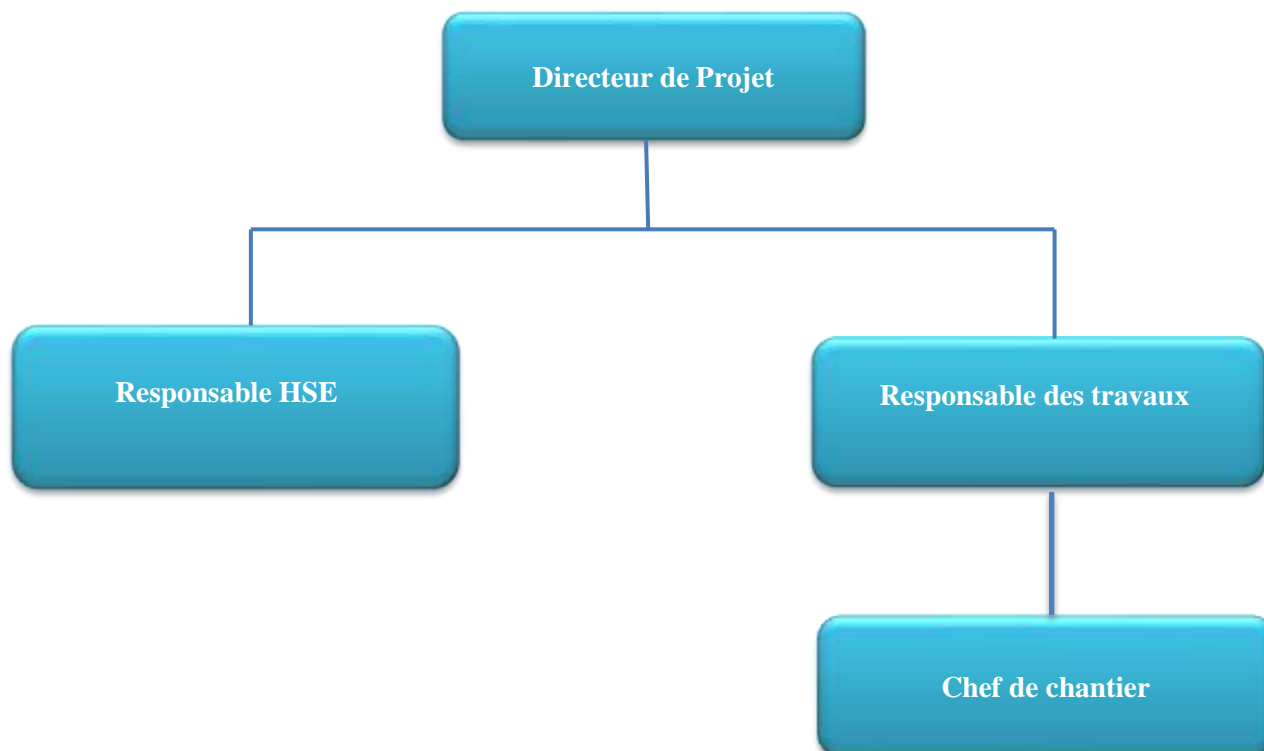 Directeur de Projet
Responsable HSE
Responsable des travaux
Chef de chantier